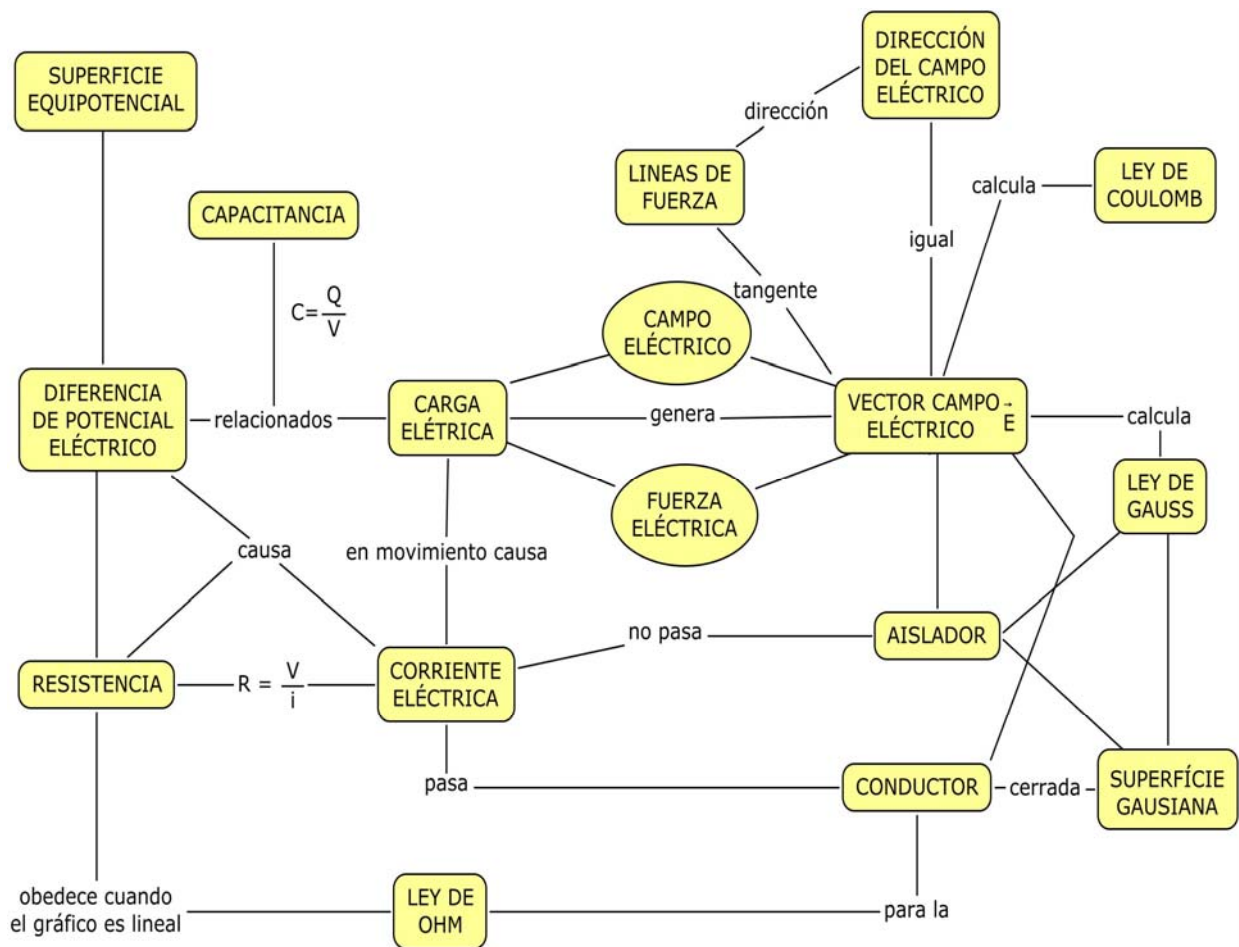 SUPERFICIE
EQUIPOTENCIAL
DIRECCIÓN
DEL CAMPO
ELÉCTRICO
dirección
LINEAS DE
FUERZA
calcula
LEY DE
COULOMB
CAPACITANCIA
igual
tangente
C= Q
V
CAMPO
ELÉCTRICO
DIFERENCIA
DE POTENCIAL
ELÉCTRICO
relacionados
CARGA
ELÉTRICA
genera
VECTOR CAMPO
ELÉCTRICO
→
E
calcula
LEY DE
GAUSS
FUERZA
ELÉCTRICA
causa
en movimiento causa
no pasa
AISLADOR
RESISTENCIA
R = V
i
CORRIENTE
ELÉCTRICA
pasa
CONDUCTOR
cerrada
SUPERFÍCIE
GAUSIANA
obedece cuando
el gráfico es lineal
LEY DE
OHM
para la